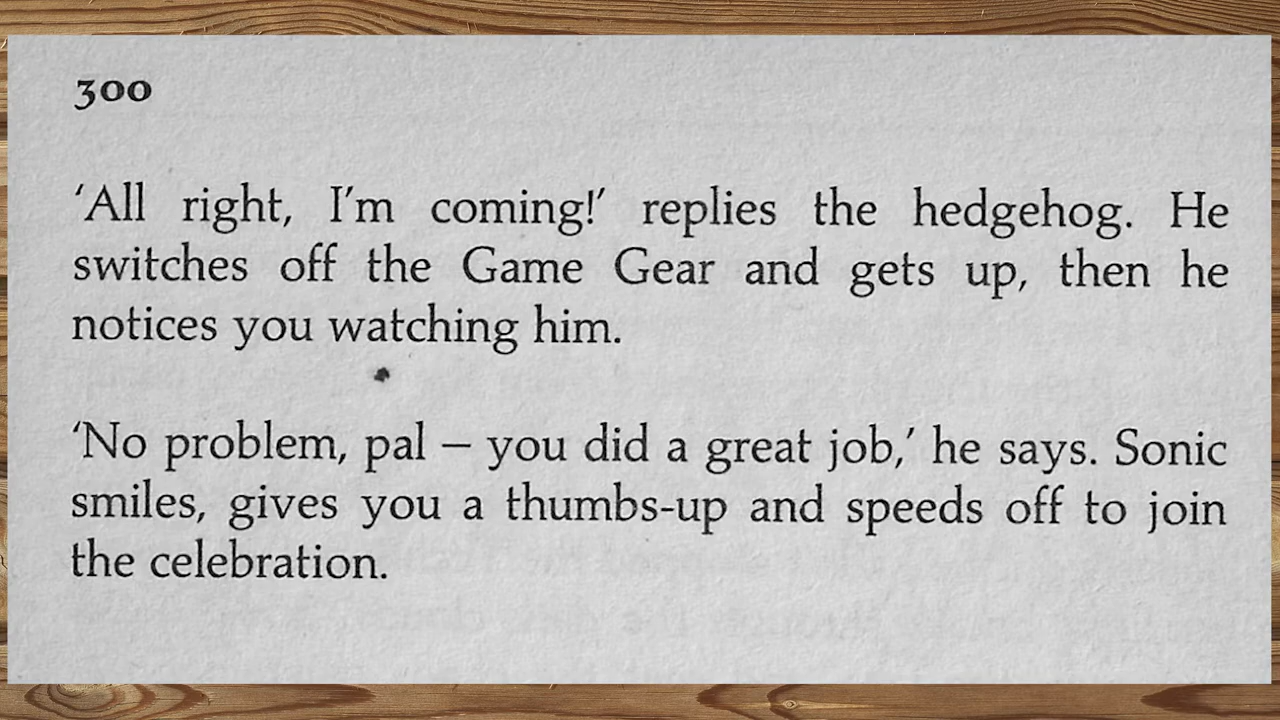 300
‘All right, I’m coming!’ replies the hedgehog. He
switches off the Game Gear and gets up, then he
notices you watching him.
‘No problem, pal – you did a great job,’ he says. Sonic
smiles, gives you a thumbs-up and speeds off to join
the celebration.